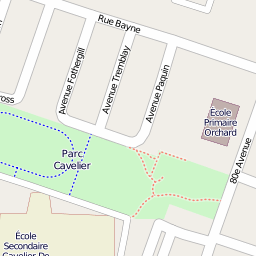 Rue Bayne
Avenue Fothergill
Avenue Tremblay
Avenue Paquin
ross
École
Primaire
Orchard
80e Avenue
Parc
Cavelier
École
Secondaire
Cavelier De